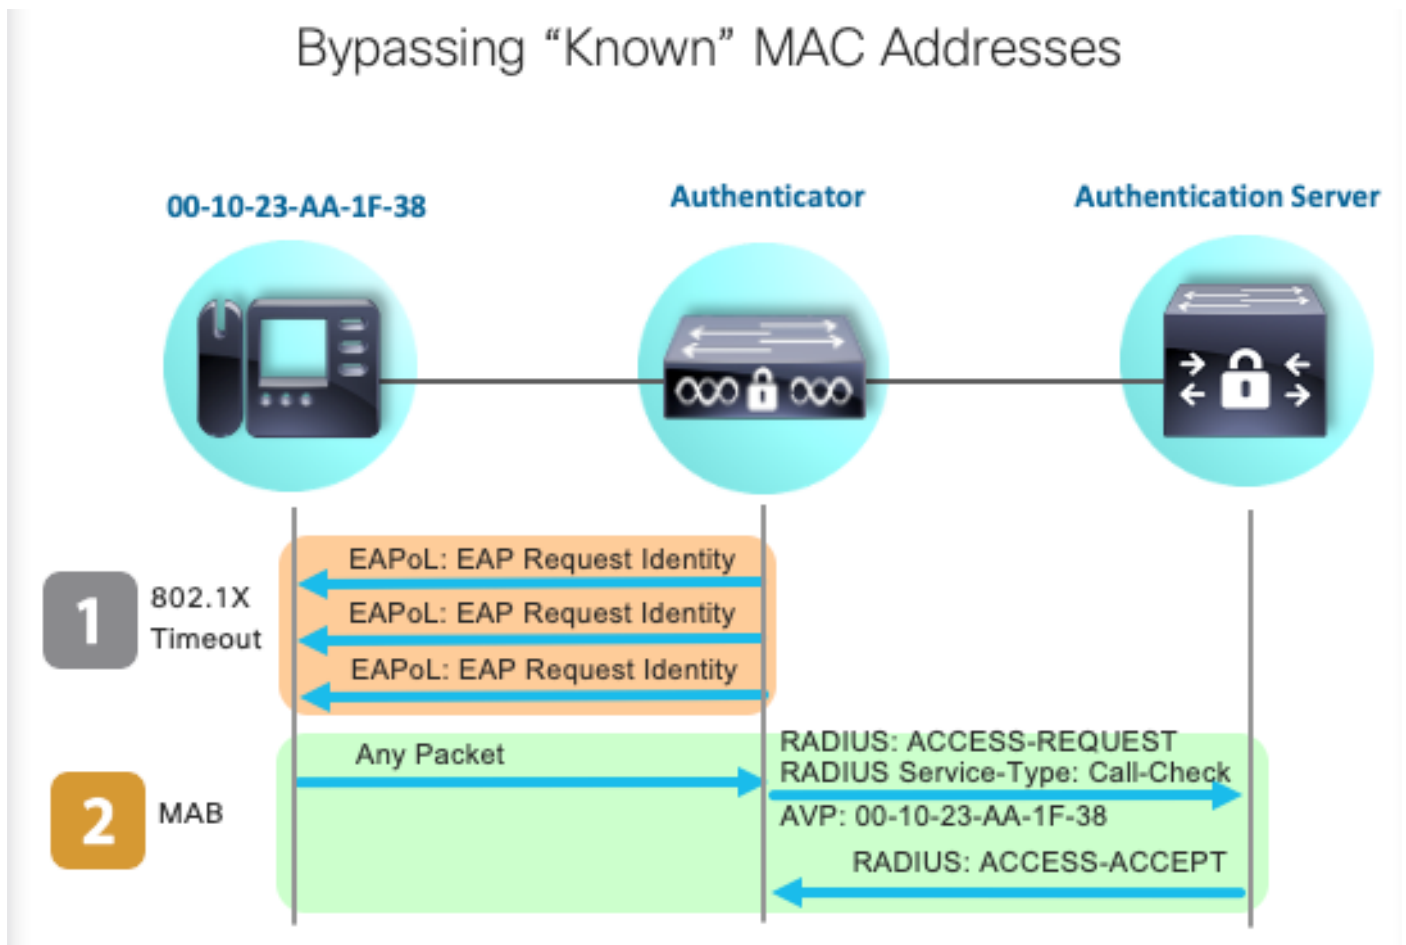 Bypassing “Known” MAC Addresses
00-10-23-AA-1F-38
Authenticator
Authentication Server
1
802.1X
Timeout
EAPoL: EAP Request Identity
EAPoL: EAP Request Identity
EAPoL: EAP Request Identity
2
MAB
Any Packet
RADIUS: ACCESS-REQUEST
RADIUS Service-Type: Call-Check
AVP: 00-10-23-AA-1F-38
RADIUS: ACCESS-ACCEPT